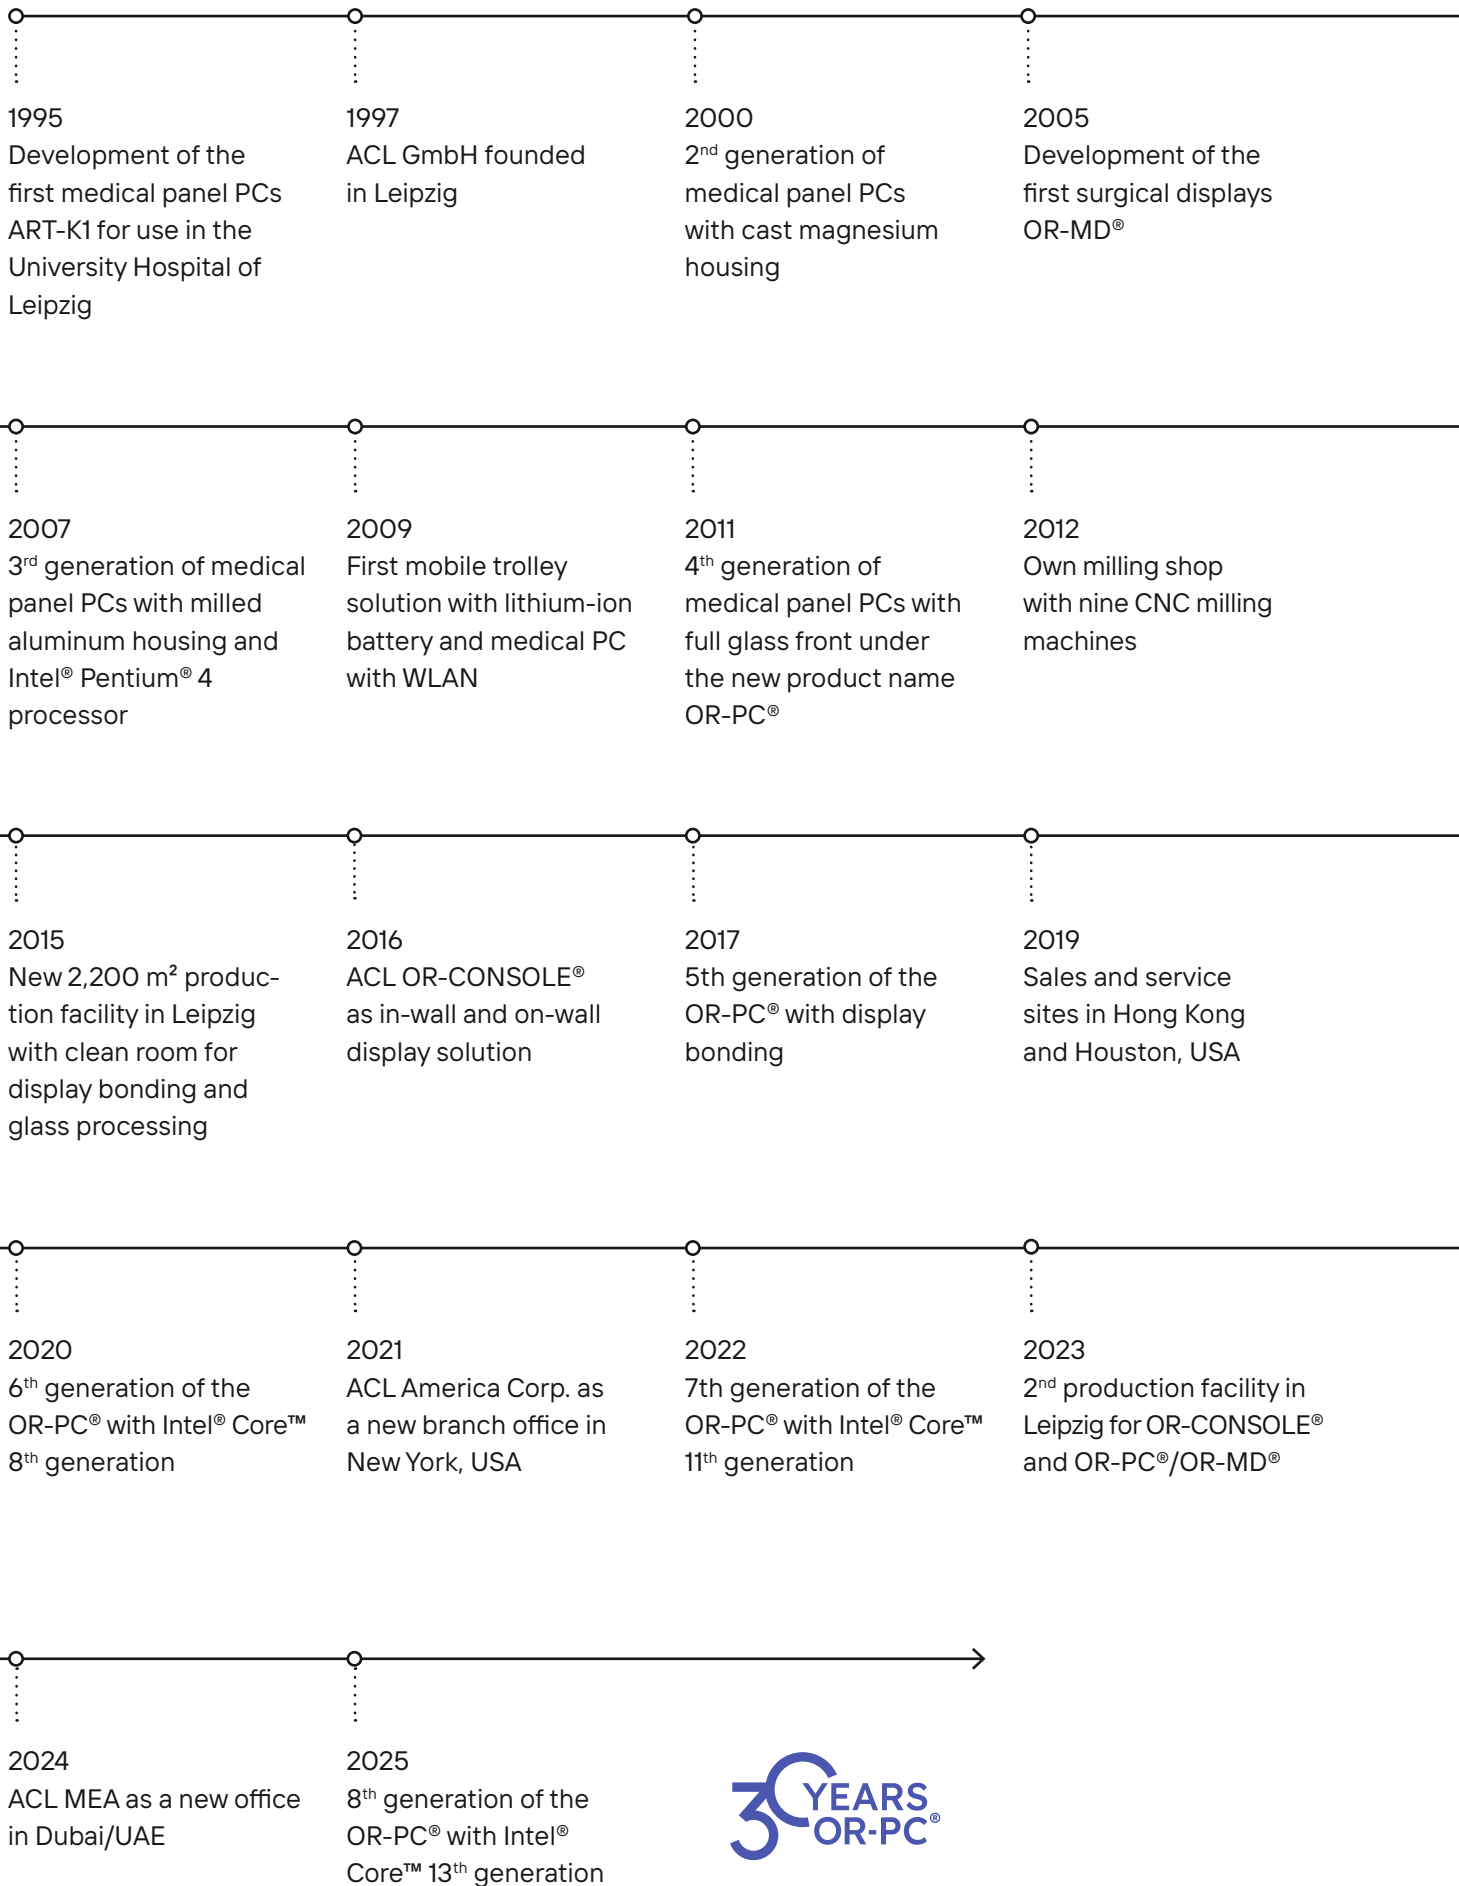 1995
Development of the
first medical panel PCs
ART-K1 for use in the
University Hospital of
Leipzig
1997
ACL GmbH founded
in Leipzig
2000
2nd generation of
medical panel PCs
with cast magnesium
housing
2005
Development of the
first surgical displays
OR-MD®
2007
3rd generation of medical
panel PCs with milled
aluminum housing and
Intel® Pentium® 4
processor
2009
First mobile trolley
solution with lithium-ion
battery and medical PC
with WLAN
2011
4th generation of
medical panel PCs with
full glass front under
the new product name
OR-PC®
2012
Own milling shop
with nine CNC milling
machines
2015
New 2,200 m² produc-
tion facility in Leipzig
with clean room for
display bonding and
glass processing
2016
ACL OR-CONSOLE®
as in-wall and on-wall
display solution
2017
5th generation of the
OR-PC® with display
bonding
2019
Sales and service
sites in Hong Kong
and Houston, USA
2020
6th generation of the
OR-PC® with Intel® Core™
8th generation
2021
ACL America Corp. as
a new branch office in
New York, USA
2022
7th generation of the
OR-PC® with Intel® Core™
11th generation
2023
2nd production facility in
Leipzig for OR-CONSOLE®
and OR-PC®/OR-MD®
2024
ACL MEA as a new office
in Dubai/UAE
2025
8th generation of the
OR-PC® with Intel®
Core™ 13th generation
30 YEARS
OR-PC®